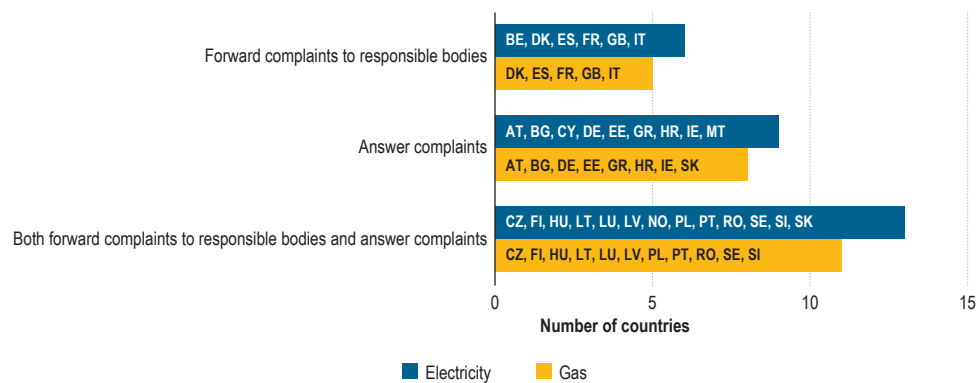 BE, DK, ES, FR, GB, IT
Forward complaints to responsible bodies
DK, ES, FR, GB, IT
AT, BG, CY, DE, EE, GR, HR, IE, MT
Answer complaints
AT, BG, DE, EE, GR, HR, IE, SK
CZ, FI, HU, LT, LU, LV, NO, PL, PT, RO, SE, SI, SK
Both forward complaints to responsible bodies and answer complaints
CZ, FI, HU, LT, LU, LV, PL, PT, RO, SE, SI
0 5 10 15
Number of countries
Electricity Gas